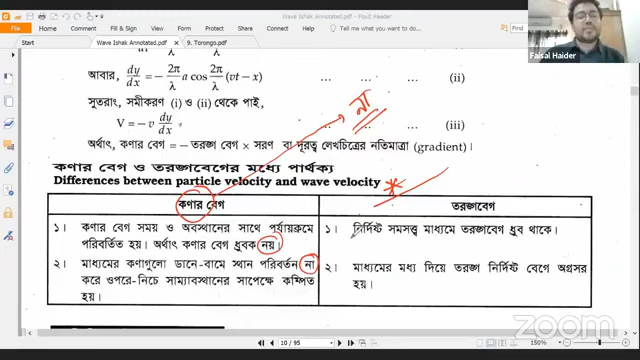 Wave Ishak Annotated.pdf - Foxit Reader
File Home Comment View Form Protect Share Help Tell me what you want to do
Start Wave Ishak Annotated.pdf 9. Torongo.pdf
Faisal Haider
λ λ
আবার, dy/dx = − 2π/λ a cos 2π/λ (vt − x) ... ... ... (ii)
সুতরাং, সমীকরণ (i) ও (ii) থেকে পাই,
না
V = − v dy/dx ... ... (iii)
অর্থাৎ, কণার বেগ = − তরঙ্গ বেগ × সরণ বা দূরত্ব লেখচিত্রের নতিমাত্রা (gradient)।
কণার বেগ ও তরঙ্গবেগের মধ্যে পার্থক্য
Differences between particle velocity and wave velocity
কণার বেগ
তরঙ্গবেগ
১। কণার বেগ সময় ও অবস্থানের সাথে পর্যায়ক্রমে
পরিবর্তিত হয়। অর্থাৎ কণার বেগ ধ্রুবক নয়।
১। নির্দিষ্ট সমসত্ত্ব মাধ্যমে তরঙ্গবেগ ধ্রুব থাকে।
২। মাধ্যমের কণাগুলো ডানে-বামে স্থান পরিবর্তন না
করে ওপরে-নিচে সাম্যাবস্থানের সাপেক্ষে কম্পিত
হয়।
২। মাধ্যমের মধ্য দিয়ে তরঙ্গ নির্দিষ্ট বেগে অগ্রসর
হয়।
10 / 95
150%
zoom